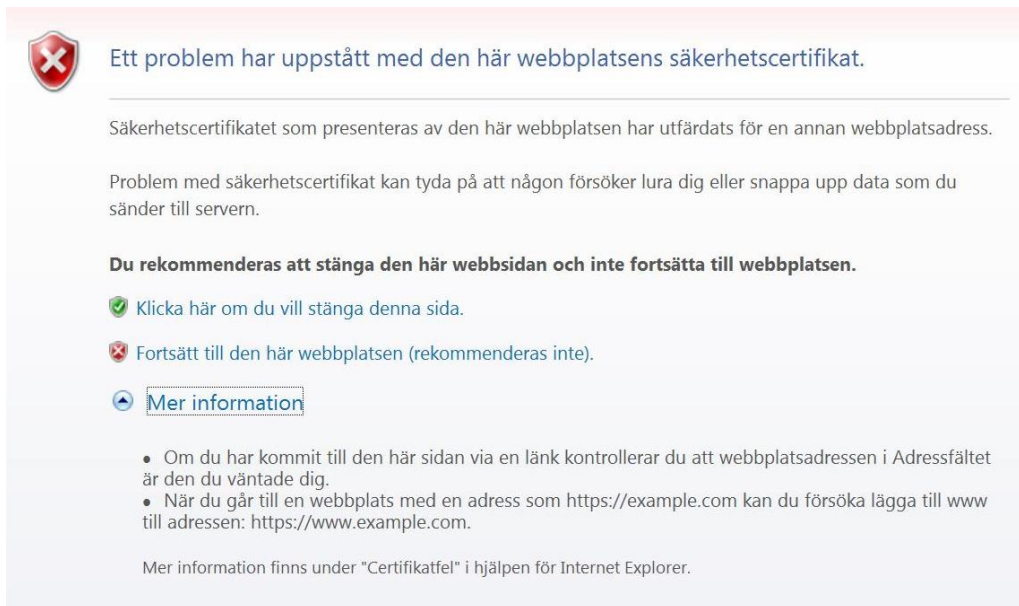 Ett problem har uppstått med den här webbplatsens säkerhetscertifikat.
Säkerhetscertifikatet som presenteras av den här webbplatsen har utfärdats för en annan webbplatsadress.
Problem med säkerhetscertifikat kan tyda på att någon försöker lura dig eller snappa upp data som du
sänder till servern.
Du rekommenderas att stänga den här webbsidan och inte fortsätta till webbplatsen.
Klicka här om du vill stänga denna sida.
Fortsätt till den här webbplatsen (rekommenderas inte).
Mer information
• Om du har kommit till den här sidan via en länk kontrollerar du att webbplatsadressen i Adressfältet
är den du väntade dig.
• När du går till en webbplats med en adress som https://example.com kan du försöka lägga till www
till adressen: https://www.example.com.
Mer information finns under "Certifikatfel" i hjälpen för Internet Explorer.